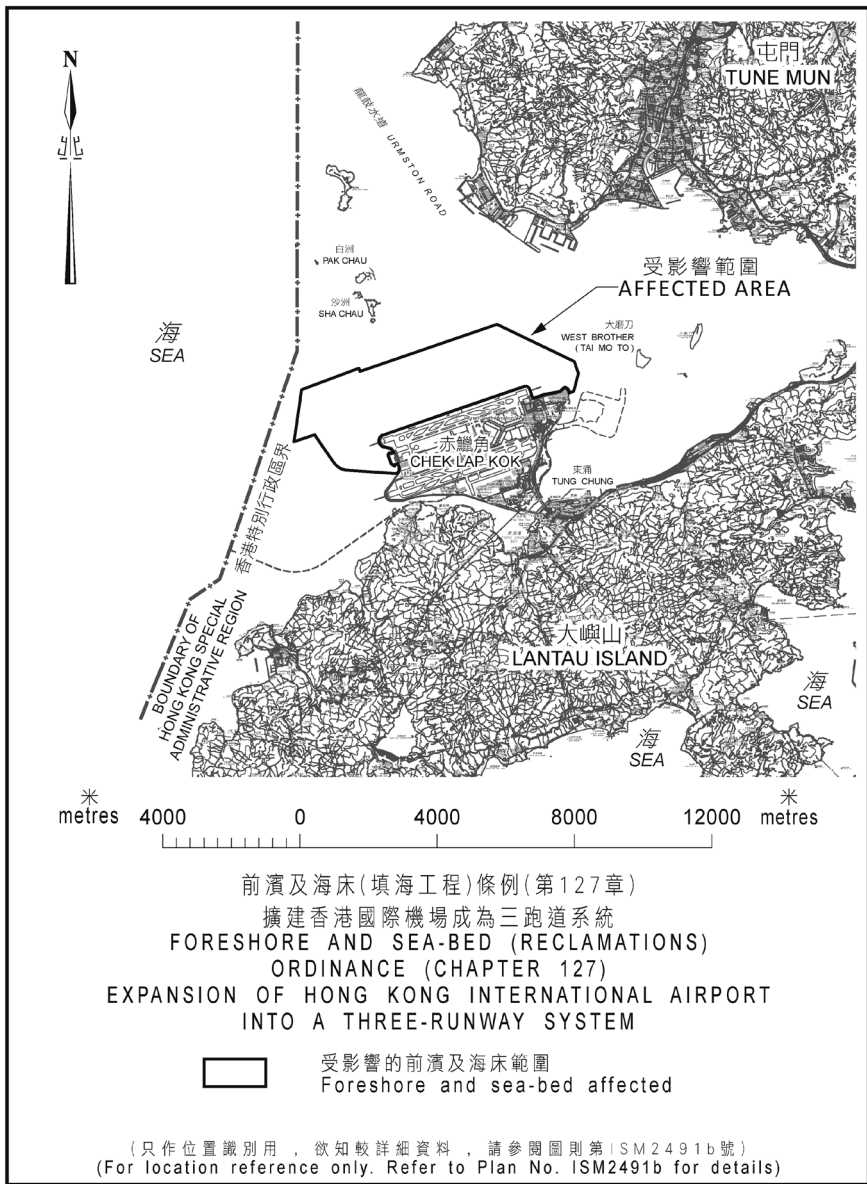 N
北
屯門
TUNE MUN
龍鼓水道 URMSTON ROAD
白洲
PAK CHAU
沙洲
SHA CHAU
海
SEA
受影響範圍
AFFECTED AREA
大磨刀
WEST BROTHER
(TAI MO TO)
赤鱲角
CHEK LAP KOK
東涌
TUNG CHUNG
香港特別行政區界
BOUNDARY OF
HONG KONG SPECIAL
ADMINISTRATIVE REGION
大嶼山
LANTAU ISLAND
海
SEA
海
SEA
米
metres
4000 0 4000 8000 12000
米
metres
前濱及海床(填海工程)條例(第127章)
擴建香港國際機場成為三跑道系統
FORESHORE AND SEA-BED (RECLAMATIONS)
ORDINANCE (CHAPTER 127)
EXPANSION OF HONG KONG INTERNATIONAL AIRPORT
INTO A THREE-RUNWAY SYSTEM
受影響的前濱及海床範圍
Foreshore and sea-bed affected
(只作位置識別用 , 欲知較詳細資料 , 請參閱圖則第ISM2491b號)
(For location reference only. Refer to Plan No. ISM2491b for details)